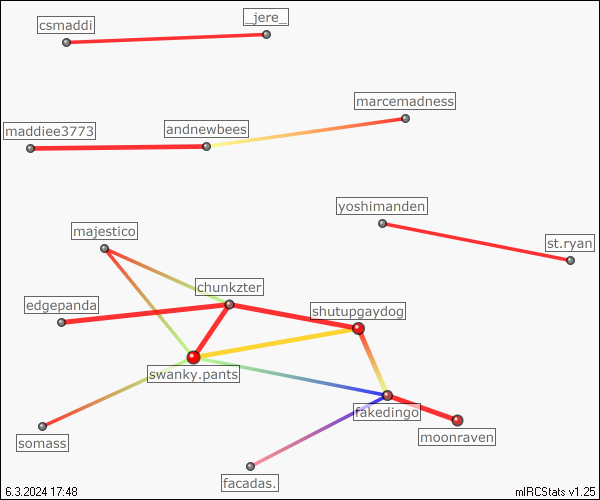 _jere_
csmaddi
marcemadness
maddiee3773
andnewbees
yoshimanden
majestico
st.ryan
chunkzter
edgepanda
shutupgaydog
swanky.pants
fakedingo
somass
moonraven
facadas.
6.3.2024 17:48
mIRCStats v1.25